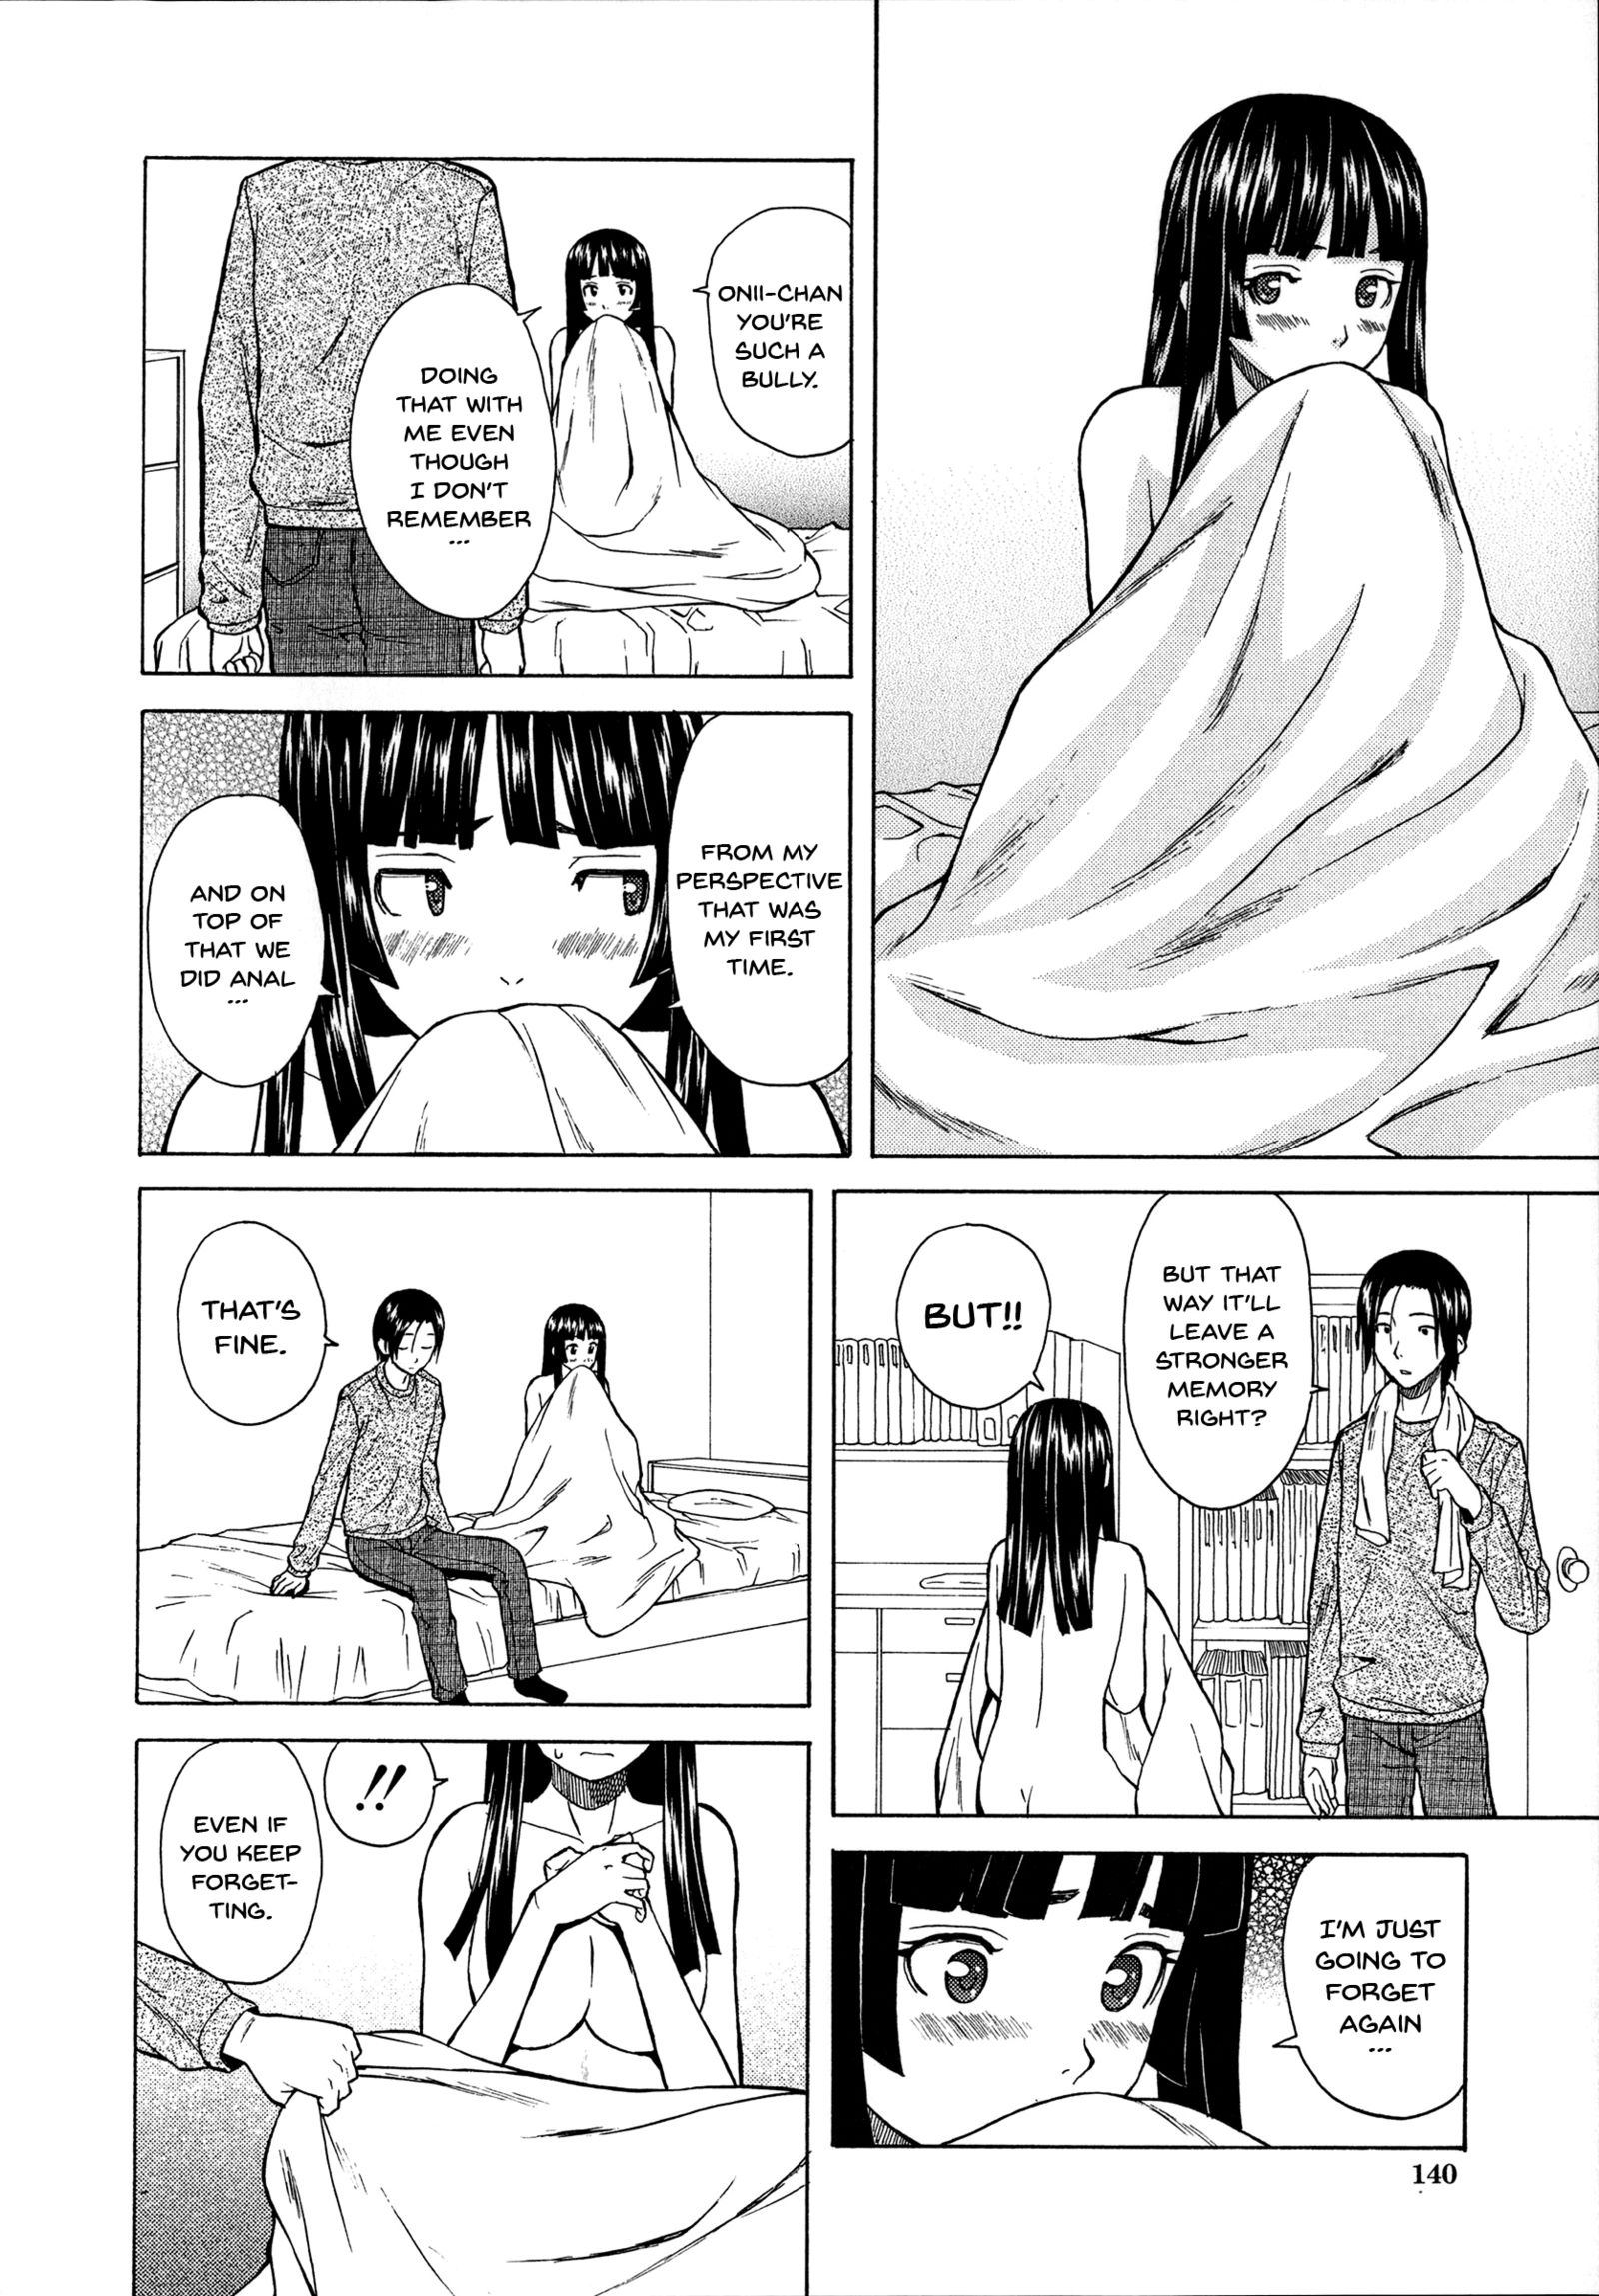 ONII-CHAN
YOU'RE
SUCH A
BULLY.
DOING
THAT WITH
ME EVEN
THOUGH
I DON'T
REMEMBER
...
FROM MY
PERSPECTIVE
THAT WAS
MY FIRST
TIME.
AND ON
TOP OF
THAT WE
DID ANAL
...
BUT THAT
WAY IT'LL
LEAVE A
STRONGER
MEMORY
RIGHT?
BUT!!
I'M JUST
GOING TO
FORGET
AGAIN
...
THAT'S
FINE.
!!
EVEN IF
YOU KEEP
FORGET-
TING.
140